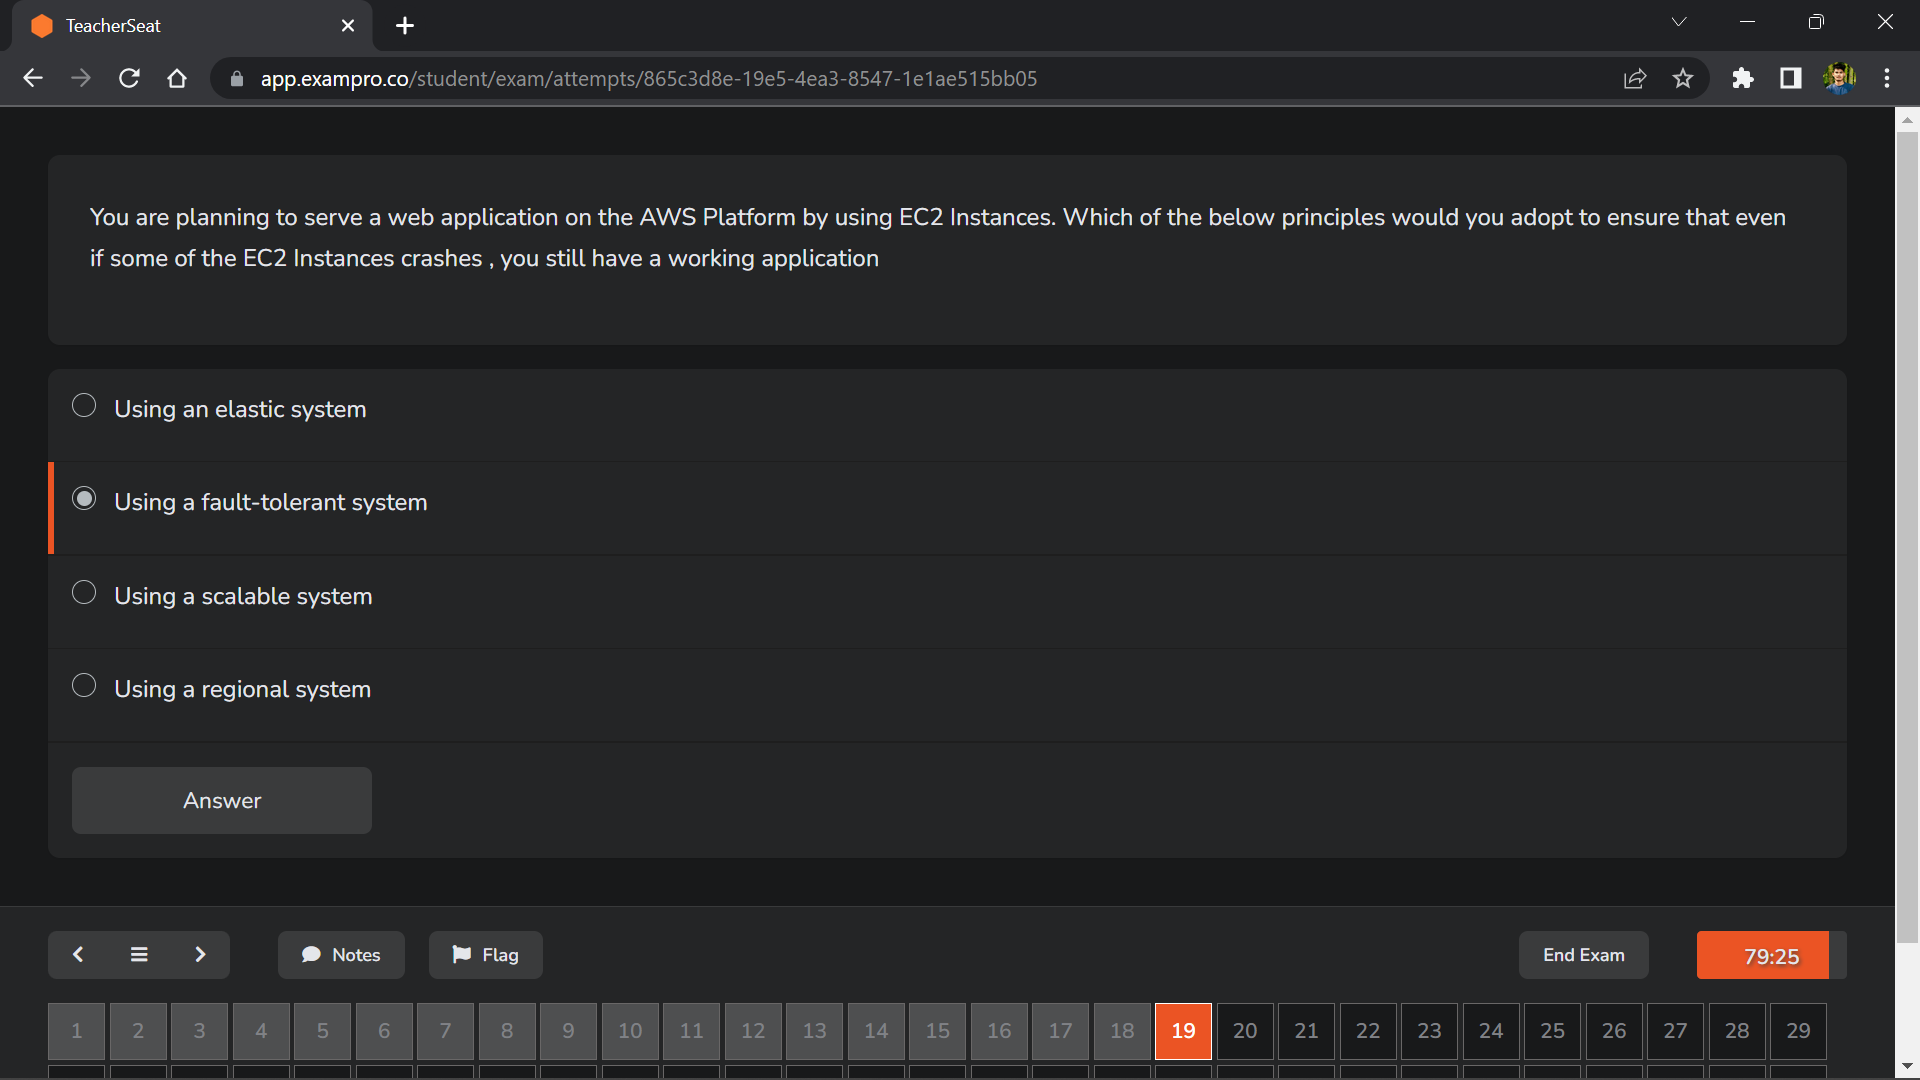 TeacherSeat
app.exampro.co/student/exam/attempts/865c3d8e-19e5-4ea3-8547-1e1ae515bb05
You are planning to serve a web application on the AWS Platform by using EC2 Instances. Which of the below principles would you adopt to ensure that even
if some of the EC2 Instances crashes , you still have a working application
Using an elastic system
Using a fault-tolerant system
Using a scalable system
Using a regional system
Answer
Notes Flag End Exam 79:25
1 2 3 4 5 6 7 8 9 10 11 12 13 14 15 16 17 18 19 20 21 22 23 24 25 26 27 28 29